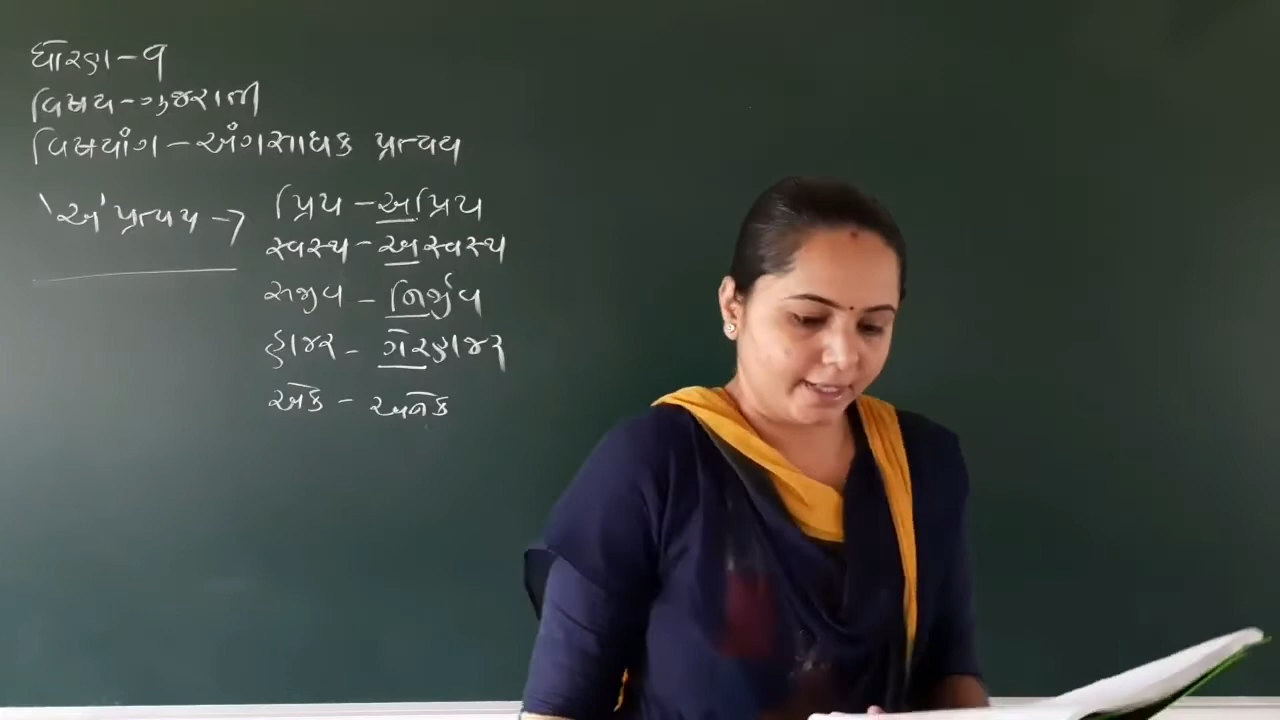 ધોરણ - ૧
વિષય - ગુજરાતી
વિષયાંગ - અંગસાધક પ્રત્યય
'અ' પ્રત્યય → પ્રિય - અપ્રિય
સ્વસ્થ - અસ્વસ્થ
સજીવ - નિર્જીવ
હાજર - ગેરહાજર
એક - અનેક